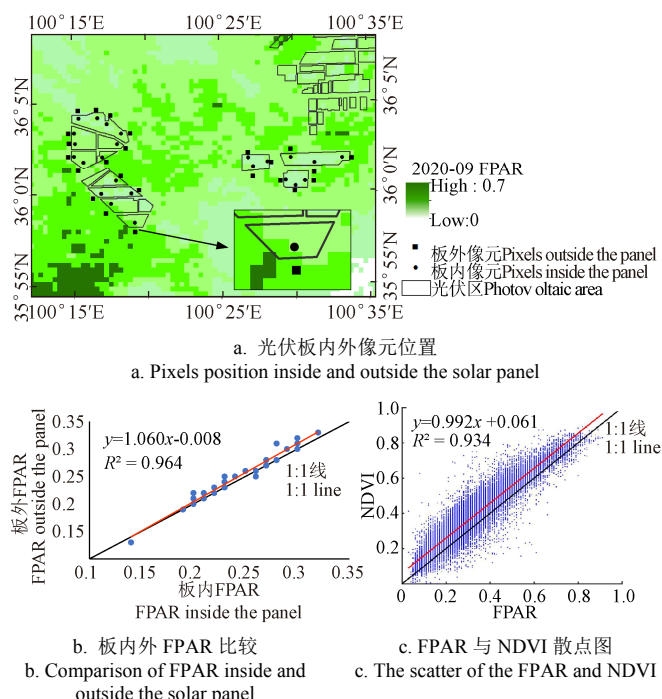 100°15′E 100°25′E 100°35′E
36°5′N
36°0′N
35°55′N
36°5′N
36°0′N
35°55′N
100°15′E 100°25′E 100°35′E
2020-09 FPAR
High : 0.7
Low:0
板外像元Pixels outside the panel
板内像元Pixels inside the panel
光伏区Photov oltaic area
a. 光伏板内外像元位置
a. Pixels position inside and outside the solar panel
0.35
0.3
0.25
0.2
0.15
板外FPAR
FPAR outside the panel
y=1.060x-0.008
R² = 0.964
1:1线
1:1 line
0.1 0.15 0.2 0.25 0.3 0.35
板内FPAR
FPAR inside the panel
b. 板内外 FPAR 比较
b. Comparison of FPAR inside and
outside the solar panel
1.0
0.8
0.6
0.4
0.2
NDVI
y=0.992x +0.061
R² = 0.934
1:1线
1:1 line
0 0.2 0.4 0.6 0.8 1.0
FPAR
c. FPAR 与 NDVI 散点图
c. The scatter of the FPAR and NDVI